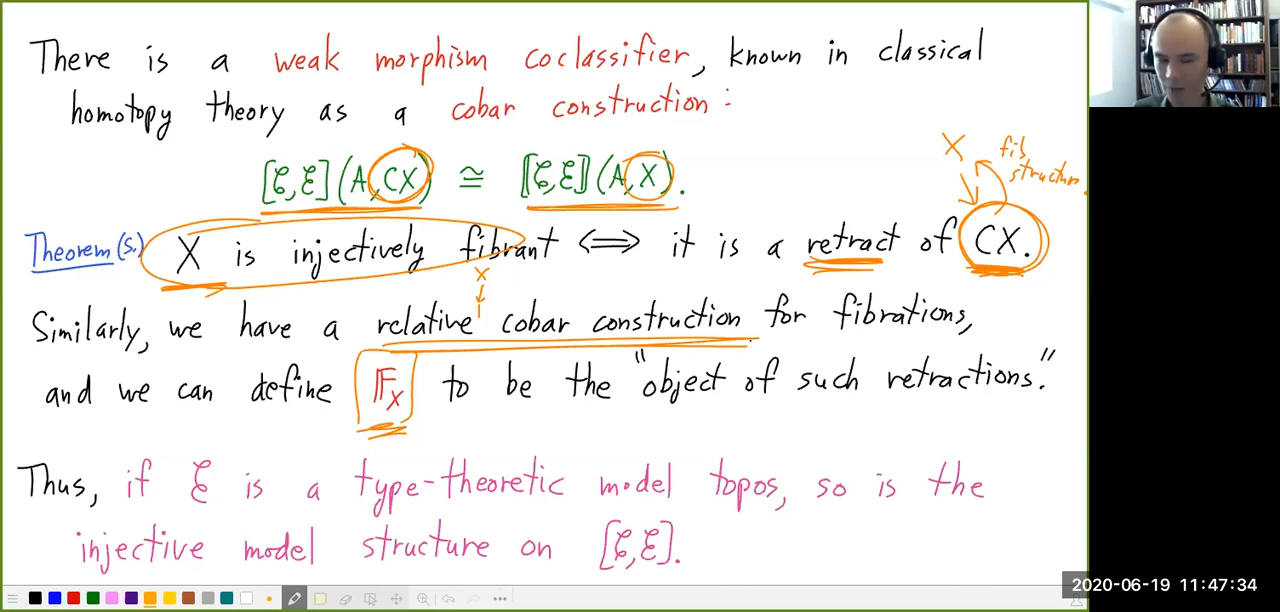 There is a weak morphism coclassifier, known in classical
homotopy theory as a cobar construction:
[ℭ,ℰ](A,CX) ≅ [ℭ,ℰ](A,X).
X
fib
structure.
Theorem (S.) X is injectively fibrant ⟺ it is a retract of CX.
X
↓
Similarly, we have a relative cobar construction for fibrations,
and we can define 𝔽_X to be the "object of such retractions."
Thus, if ℰ is a type-theoretic model topos, so is the
injective model structure on [ℭ,ℰ].
2020-06-19 11:47:34